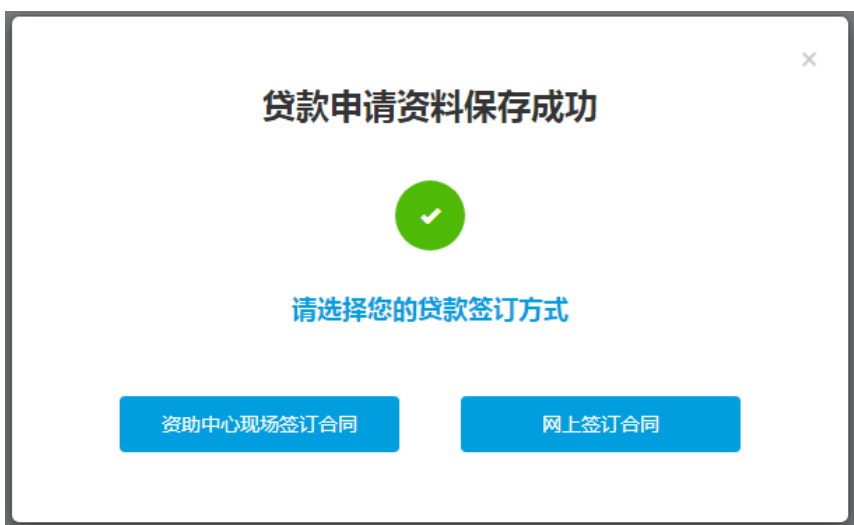 ×
贷款申请资料保存成功
请选择您的贷款签订方式
资助中心现场签订合同
网上签订合同